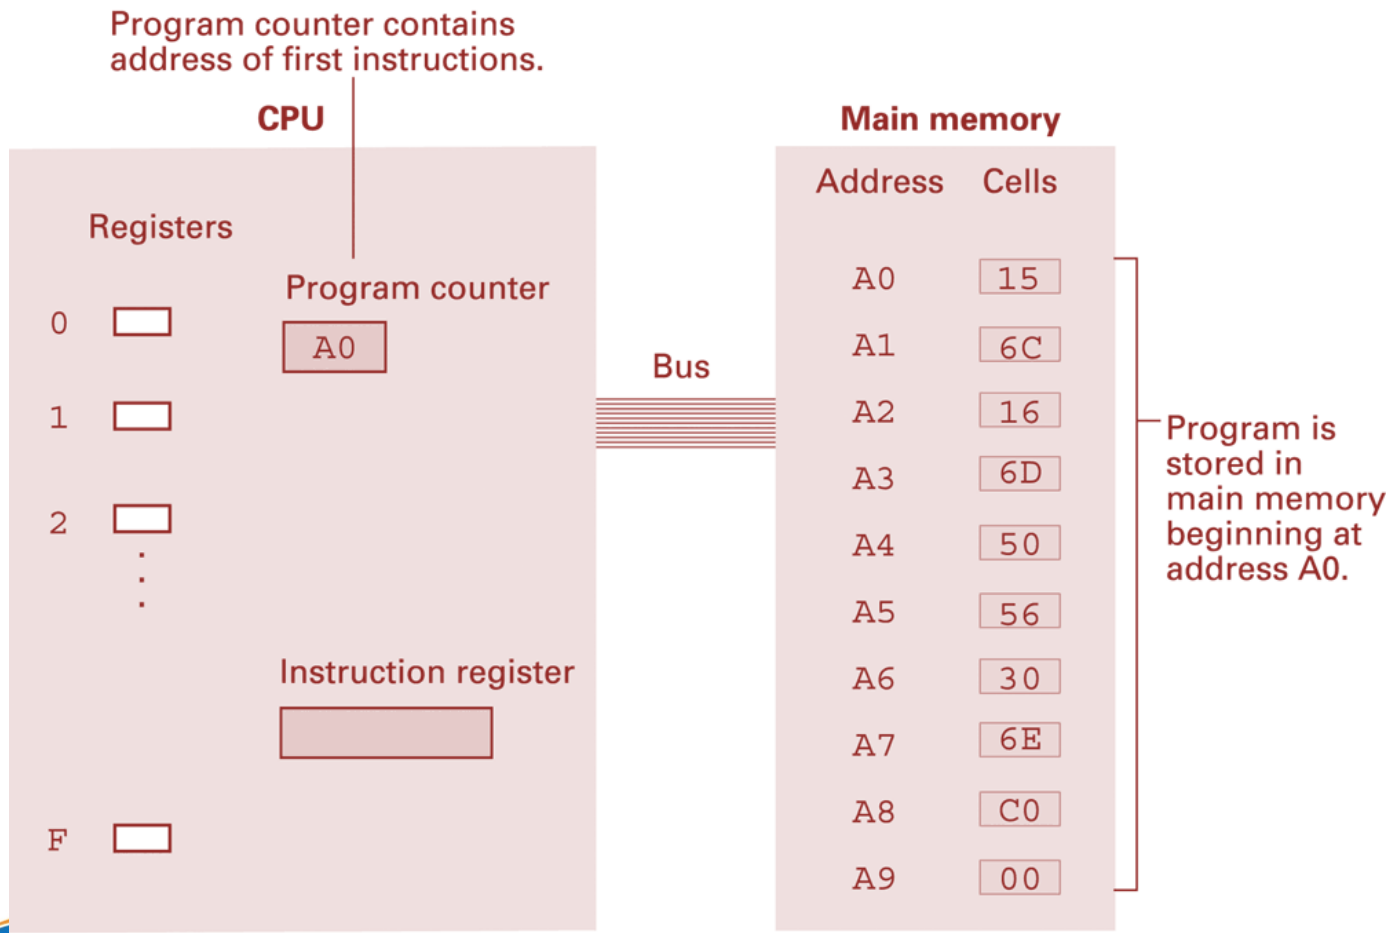 Program counter contains
address of first instructions.
CPU
Main memory
Address Cells
Registers
Program counter
A0
0
1
2
F
Instruction register
Bus
A0 15
A1 6C
A2 16
A3 6D
A4 50
A5 56
A6 30
A7 6E
A8 C0
A9 00
Program is
stored in
main memory
beginning at
address A0.